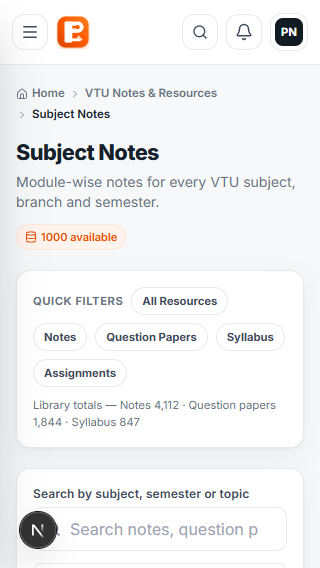 PN
Home > VTU Notes & Resources
> Subject Notes
Subject Notes
Module-wise notes for every VTU subject,
branch and semester.
1000 available
QUICK FILTERS All Resources
Notes Question Papers Syllabus
Assignments
Library totals — Notes 4,112 · Question papers
1,844 · Syllabus 847
Search by subject, semester or topic
N Search notes, question p